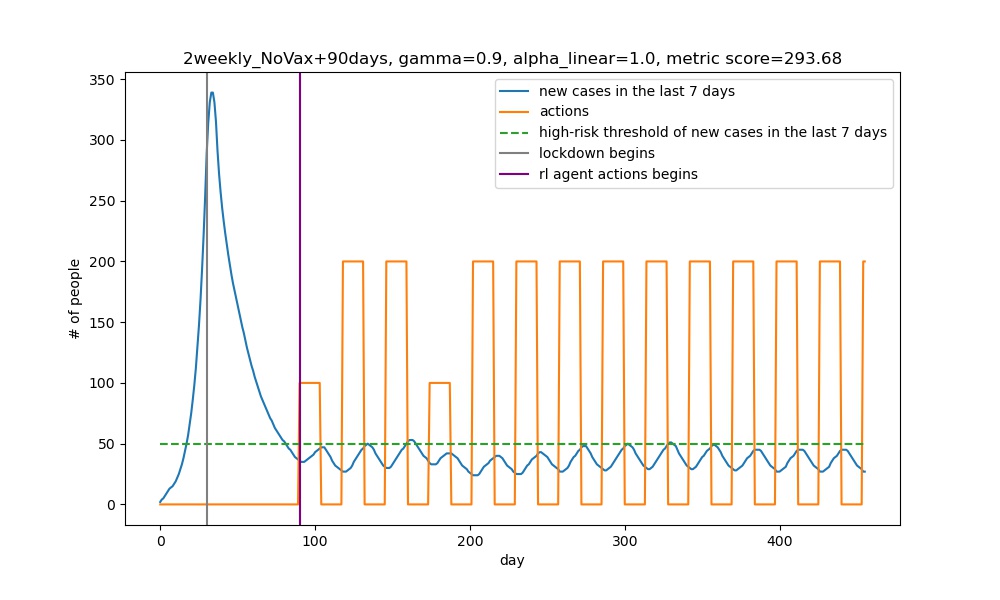 2weekly_NoVax+90days, gamma=0.9, alpha_linear=1.0, metric score=293.68
new cases in the last 7 days
actions
high-risk threshold of new cases in the last 7 days
lockdown begins
rl agent actions begins
# of people
350
300
250
200
150
100
50
0
0 100 200 300 400
day